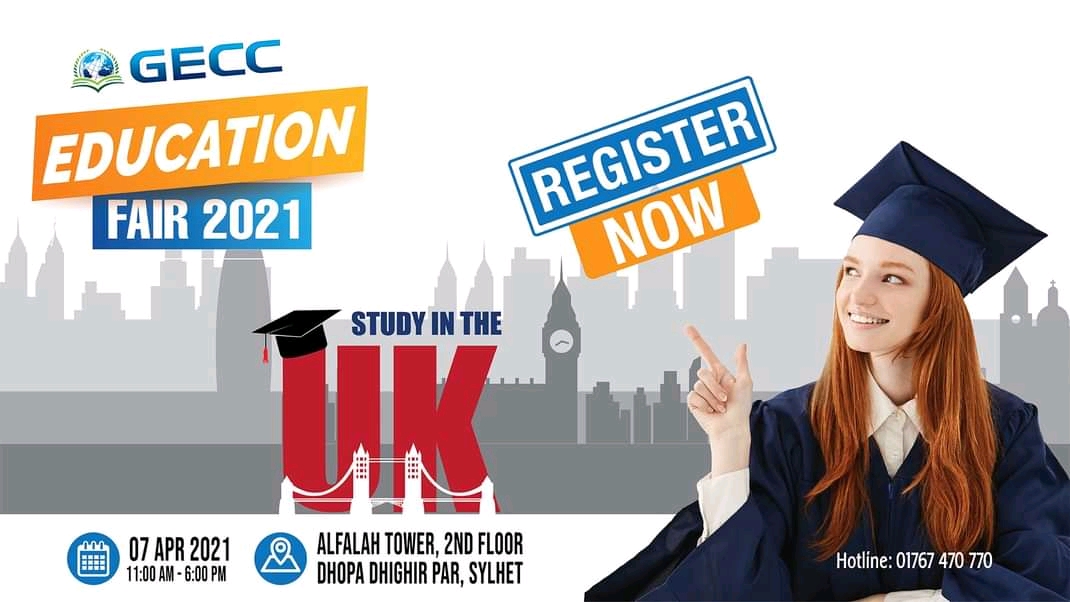 GECC
EDUCATION
FAIR 2021
REGISTER
NOW
STUDY IN THE
UK
07 APR 2021
11:00 AM - 6:00 PM
ALFALAH TOWER, 2ND FLOOR
DHOPA DHIGHIR PAR, SYLHET
Hotline: 01767 470 770